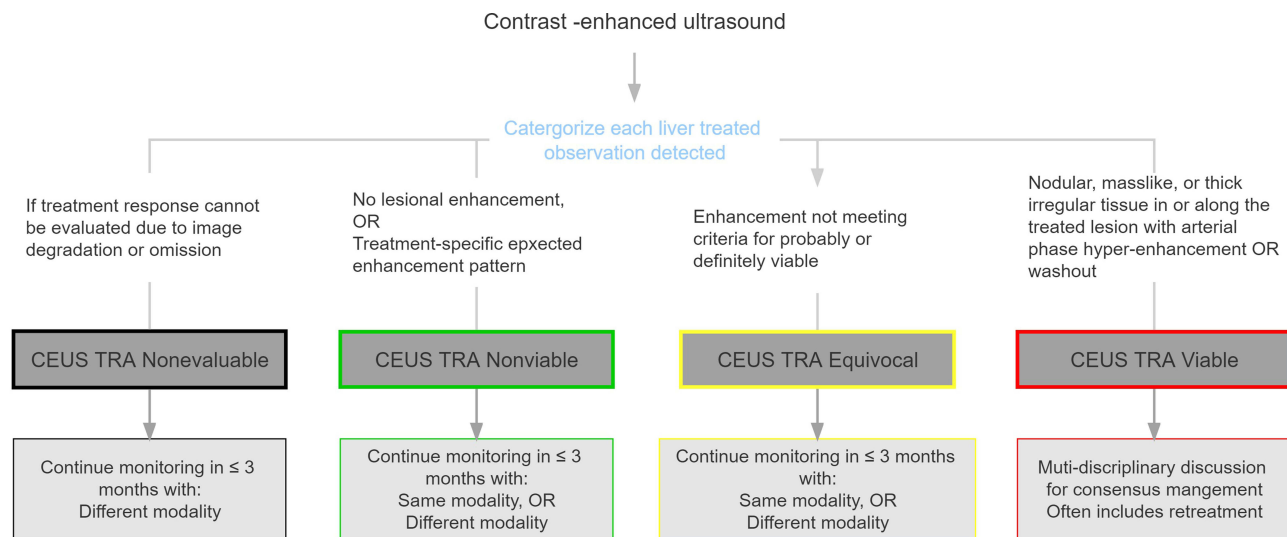 Contrast -enhanced ultrasound
Catergorize each liver treated
observation detected
If treatment response cannot
be evaluated due to image
degradation or omission
No lesional enhancement,
OR
Treatment-specific epxected
enhancement pattern
Enhancement not meeting
criteria for probably or
definitely viable
Nodular, masslike, or thick
irregular tissue in or along the
treated lesion with arterial
phase hyper-enhancement OR
washout
CEUS TRA Nonevaluable
CEUS TRA Nonviable
CEUS TRA Equivocal
CEUS TRA Viable
Continue monitoring in ≤ 3
months with:
Different modality
Continue monitoring in ≤ 3
months with:
Same modality, OR
Different modality
Continue monitoring in ≤ 3 months
with:
Same modality, OR
Different modality
Muti-disciplinary discussion
for consensus mangement
Often includes retreatment